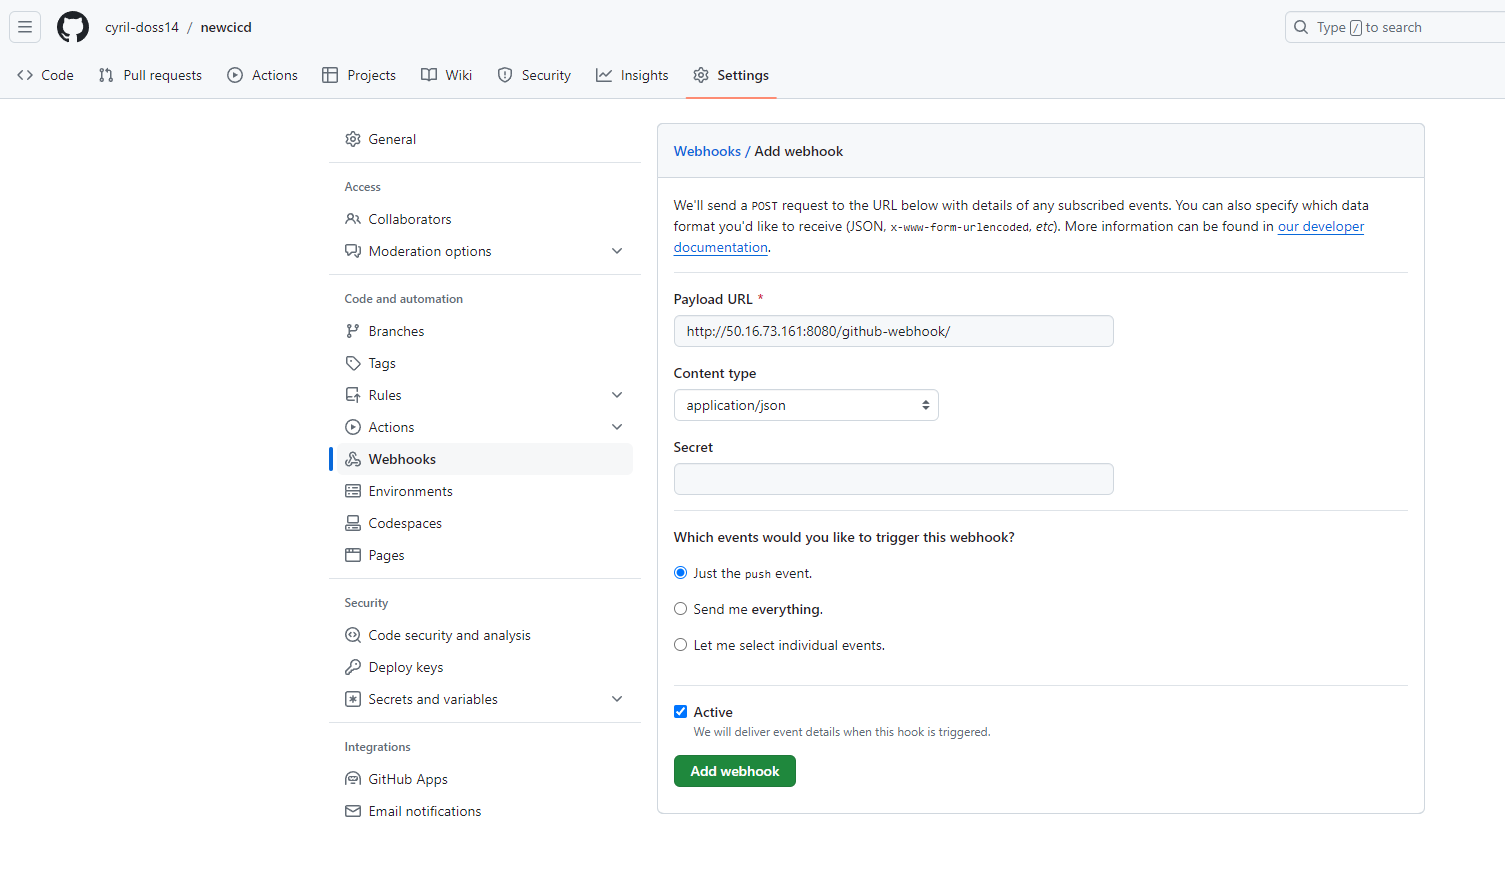 cyril-doss14 / newcicd
Type / to search
Code
Pull requests
Actions
Projects
Wiki
Security
Insights
Settings
General
Access
Collaborators
Moderation options
Code and automation
Branches
Tags
Rules
Actions
Webhooks
Environments
Codespaces
Pages
Security
Code security and analysis
Deploy keys
Secrets and variables
Integrations
GitHub Apps
Email notifications
Webhooks / Add webhook
We'll send a POST request to the URL below with details of any subscribed events. You can also specify which data
format you'd like to receive (JSON, x-www-form-urlencoded, etc). More information can be found in our developer
documentation.
Payload URL *
http://50.16.73.161:8080/github-webhook/
Content type
application/json
Secret
Which events would you like to trigger this webhook?
Just the push event.
Send me everything.
Let me select individual events.
Active
We will deliver event details when this hook is triggered.
Add webhook